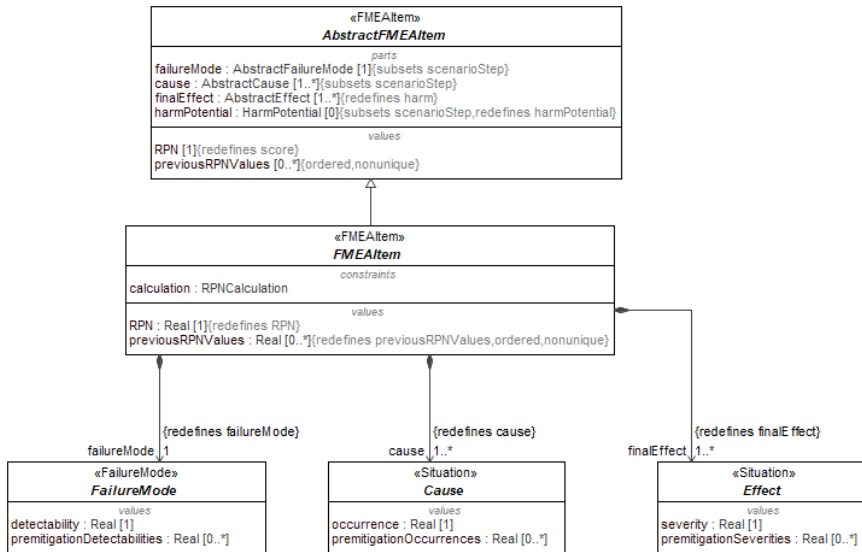 «FMEAItem»
AbstractFMEAItem
parts
failureMode : AbstractFailureMode [1]{subsets scenarioStep}
cause : AbstractCause [1..*]{subsets scenarioStep}
finalEffect : AbstractEffect [1..*]{redefines harm}
harmPotential : HarmPotential [0]{subsets scenarioStep,redefines harmPotential}
values
RPN [1]{redefines score}
previousRPNValues [0..*]{ordered,nonunique}
«FMEAItem»
FMEAItem
constraints
calculation : RPNCalculation
values
RPN : Real [1]{redefines RPN}
previousRPNValues : Real [0..*]{redefines previousRPNValues,ordered,nonunique}
{redefines failureMode}
failureMode 1
{redefines cause}
cause 1..*
{redefines finalEffect}
finalEffect 1..*
«FailureMode»
FailureMode
values
detectability : Real [1]
premitigationDetectabilities : Real [0..*]
«Situation»
Cause
values
occurrence : Real [1]
premitigationOccurrences : Real [0..*]
«Situation»
Effect
values
severity : Real [1]
premitigationSeverities : Real [0..*]